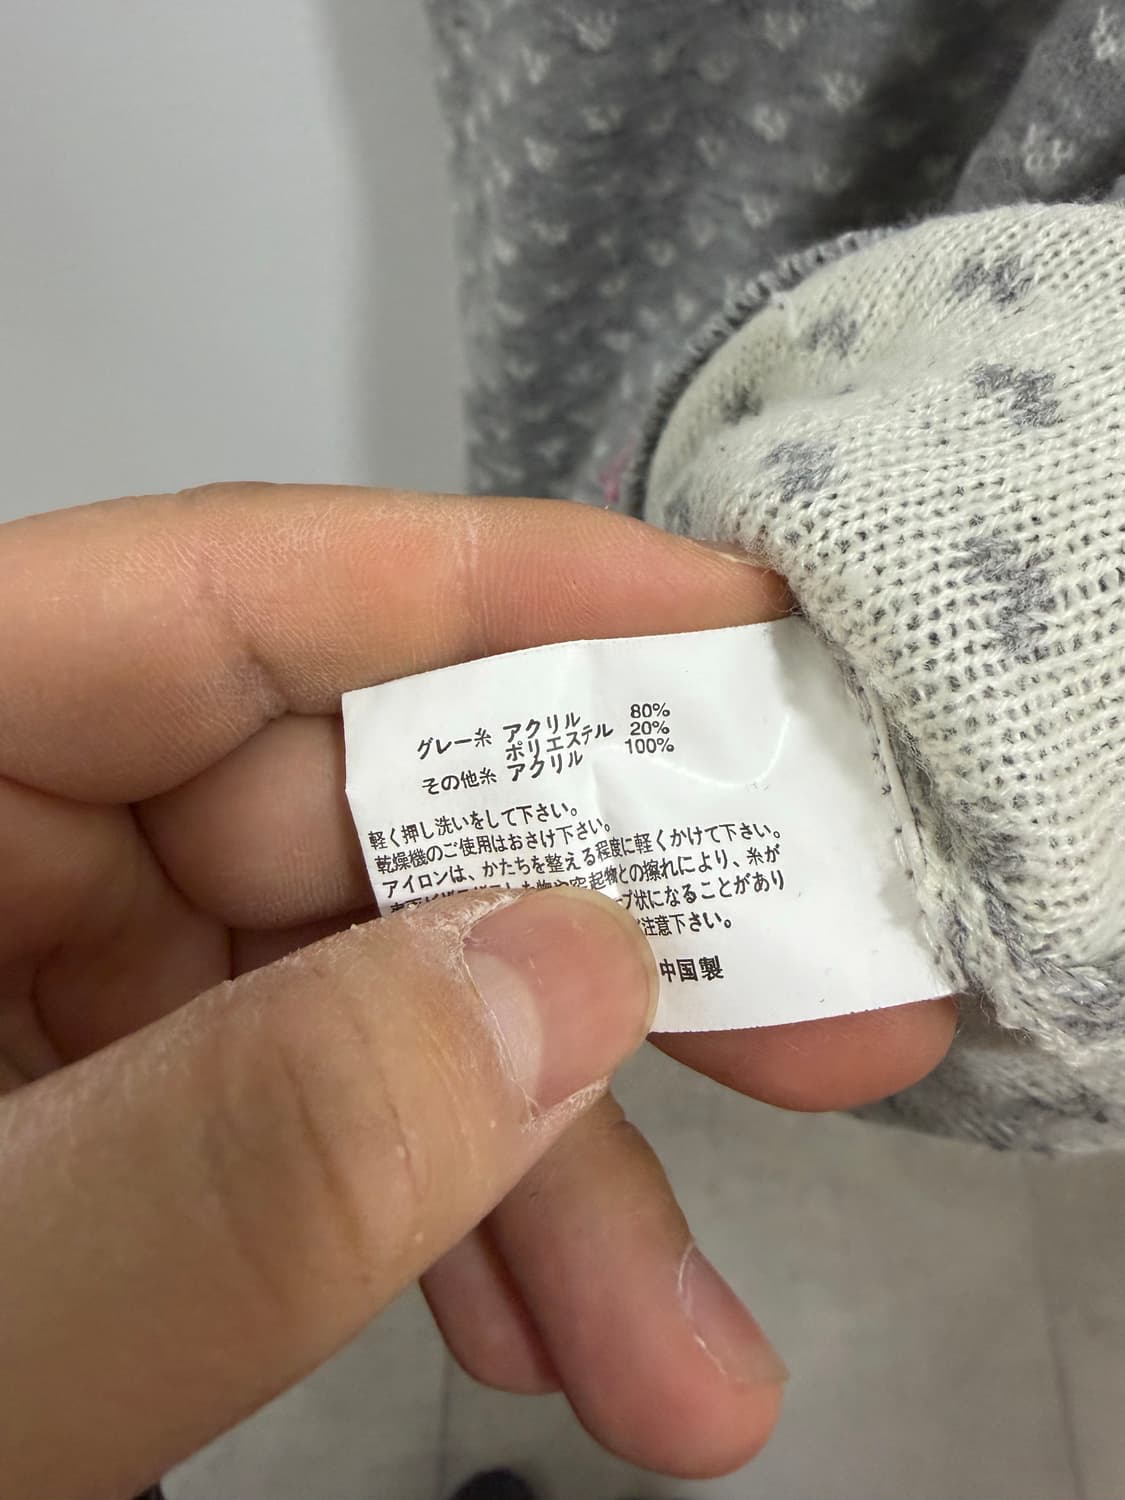 グレー糸 アクリル 80%
ポリエステル 20%
その他糸 アクリル 100%
軽く押し洗いをして下さい。
乾燥機のご使用はおさけ下さい。
アイロンは、かたちを整える程度に軽くかけて下さい。
起物との擦れにより、糸が
プ状になることがあり
注意下さい。
中国製